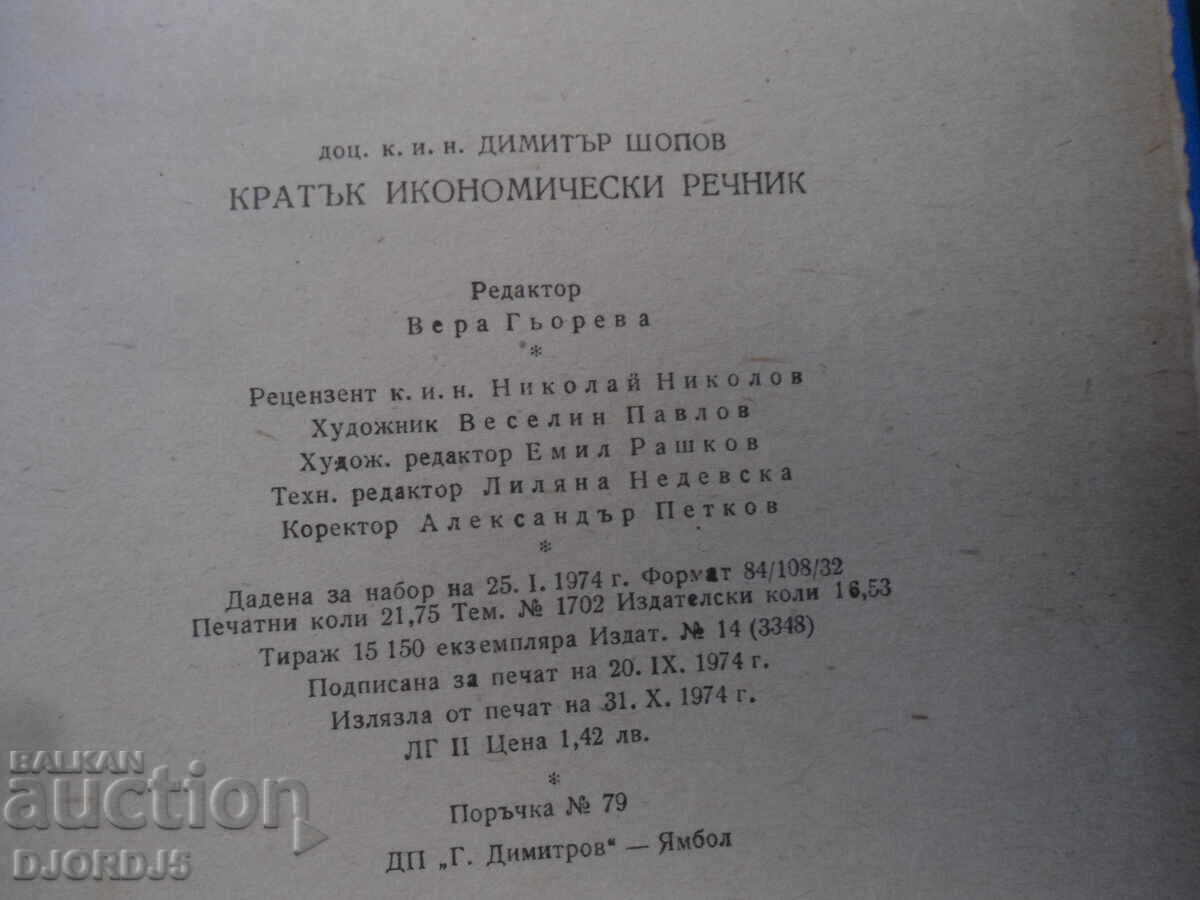 доц. к. и. н. ДИМИТЪР ШОПОВ
КРАТЪК ИКОНОМИЧЕСКИ РЕЧНИК
Редактор
Вера Гьорева
*
Рецензент к. и. н. Николай Николов
Художник Веселин Павлов
Худож. редактор Емил Рашков
Техн. редактор Лиляна Недевска
Коректор Александър Петков
*
Дадена за набор на 25. I. 1974 г. Формат 84/108/32
Печатни коли 21,75 Тем. № 1702 Издателски коли 16,53
Тираж 15 150 екземпляра Издат. № 14 (3348)
Подписана за печат на 20. IX. 1974 г.
Излязла от печат на 31. X. 1974 г.
ЛГ II Цена 1,42 лв.
*
Поръчка № 79
ДП „Г. Димитров“ — Ямбол
BALKAN
auction
DJORDJ5